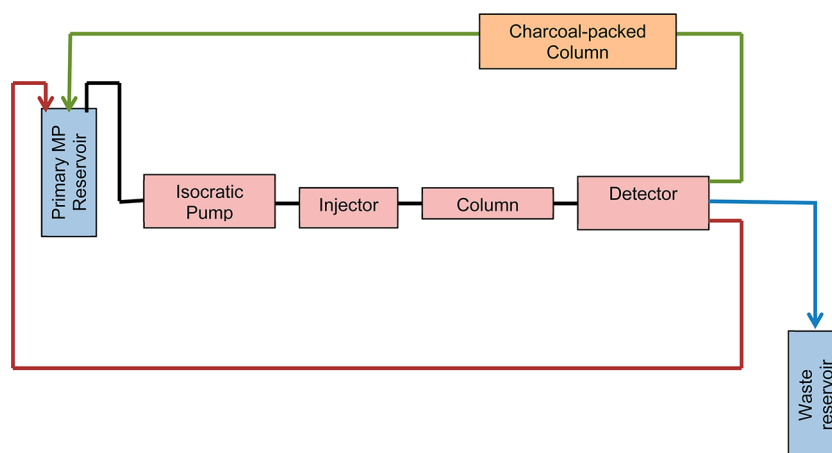 Charcoal-packed
Column
Primary MP
Reservoir
Isocratic
Pump
Injector
Column
Detector
Waste
reservoir